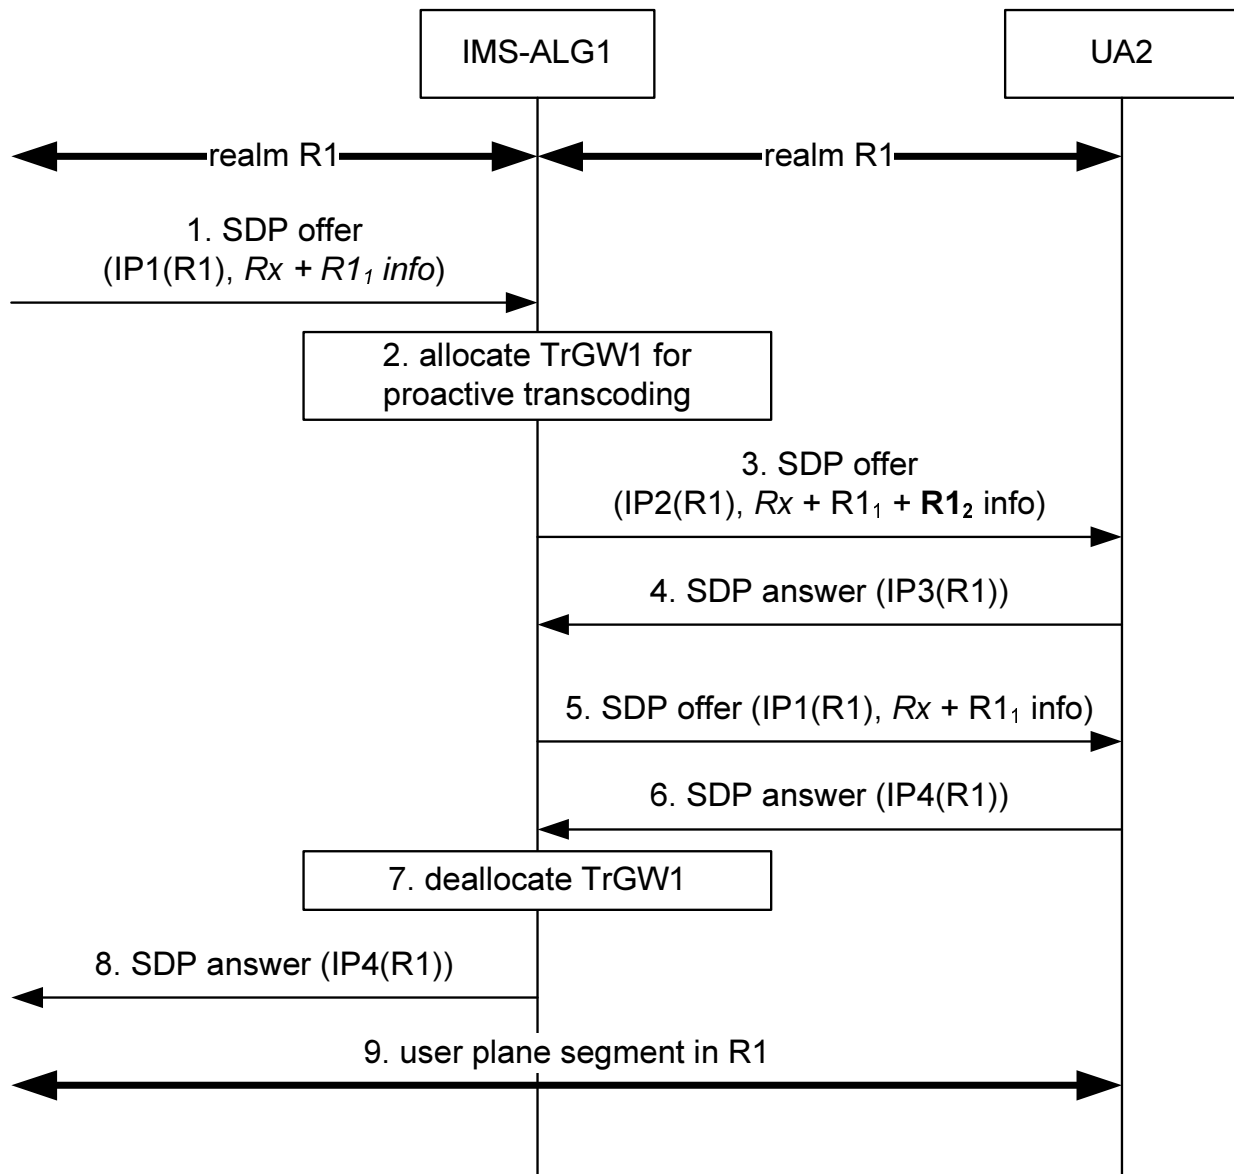 IMS-ALG1
UA2
realm R1
realm R1
1. SDP offer
(IP1(R1), Rx + R1₁ info)
2. allocate TrGW1 for
proactive transcoding
3. SDP offer
(IP2(R1), Rx + R1₁ + R1₂ info)
4. SDP answer (IP3(R1))
5. SDP offer (IP1(R1), Rx + R1₁ info)
6. SDP answer (IP4(R1))
7. deallocate TrGW1
8. SDP answer (IP4(R1))
9. user plane segment in R1